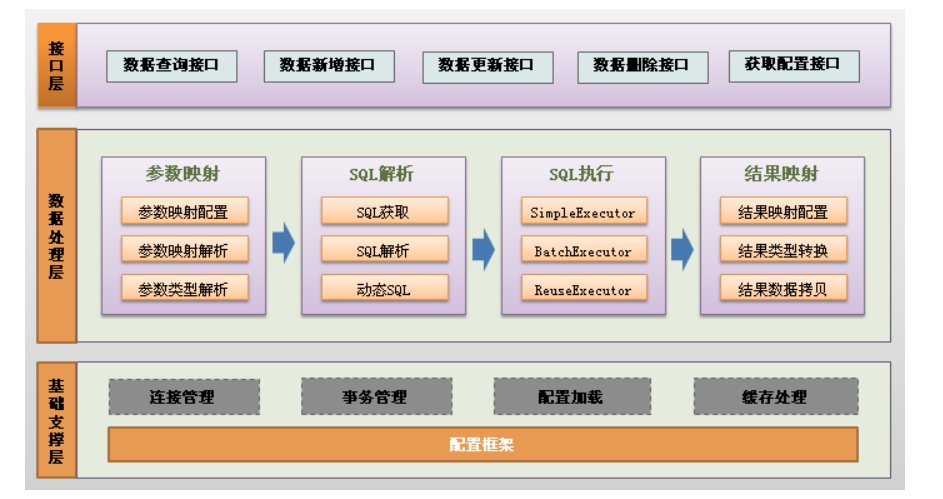 接口层
数据查询接口
数据新增接口
数据更新接口
数据删除接口
获取配置接口
数据处理层
参数映射
参数映射配置
参数映射解析
参数类型解析
SQL解析
SQL获取
SQL解析
动态SQL
SQL执行
SimpleExecutor
BatchExecutor
ReuseExecutor
结果映射
结果映射配置
结果类型转换
结果数据拷贝
基础支撑层
连接管理
事务管理
配置加载
缓存处理
配置框架